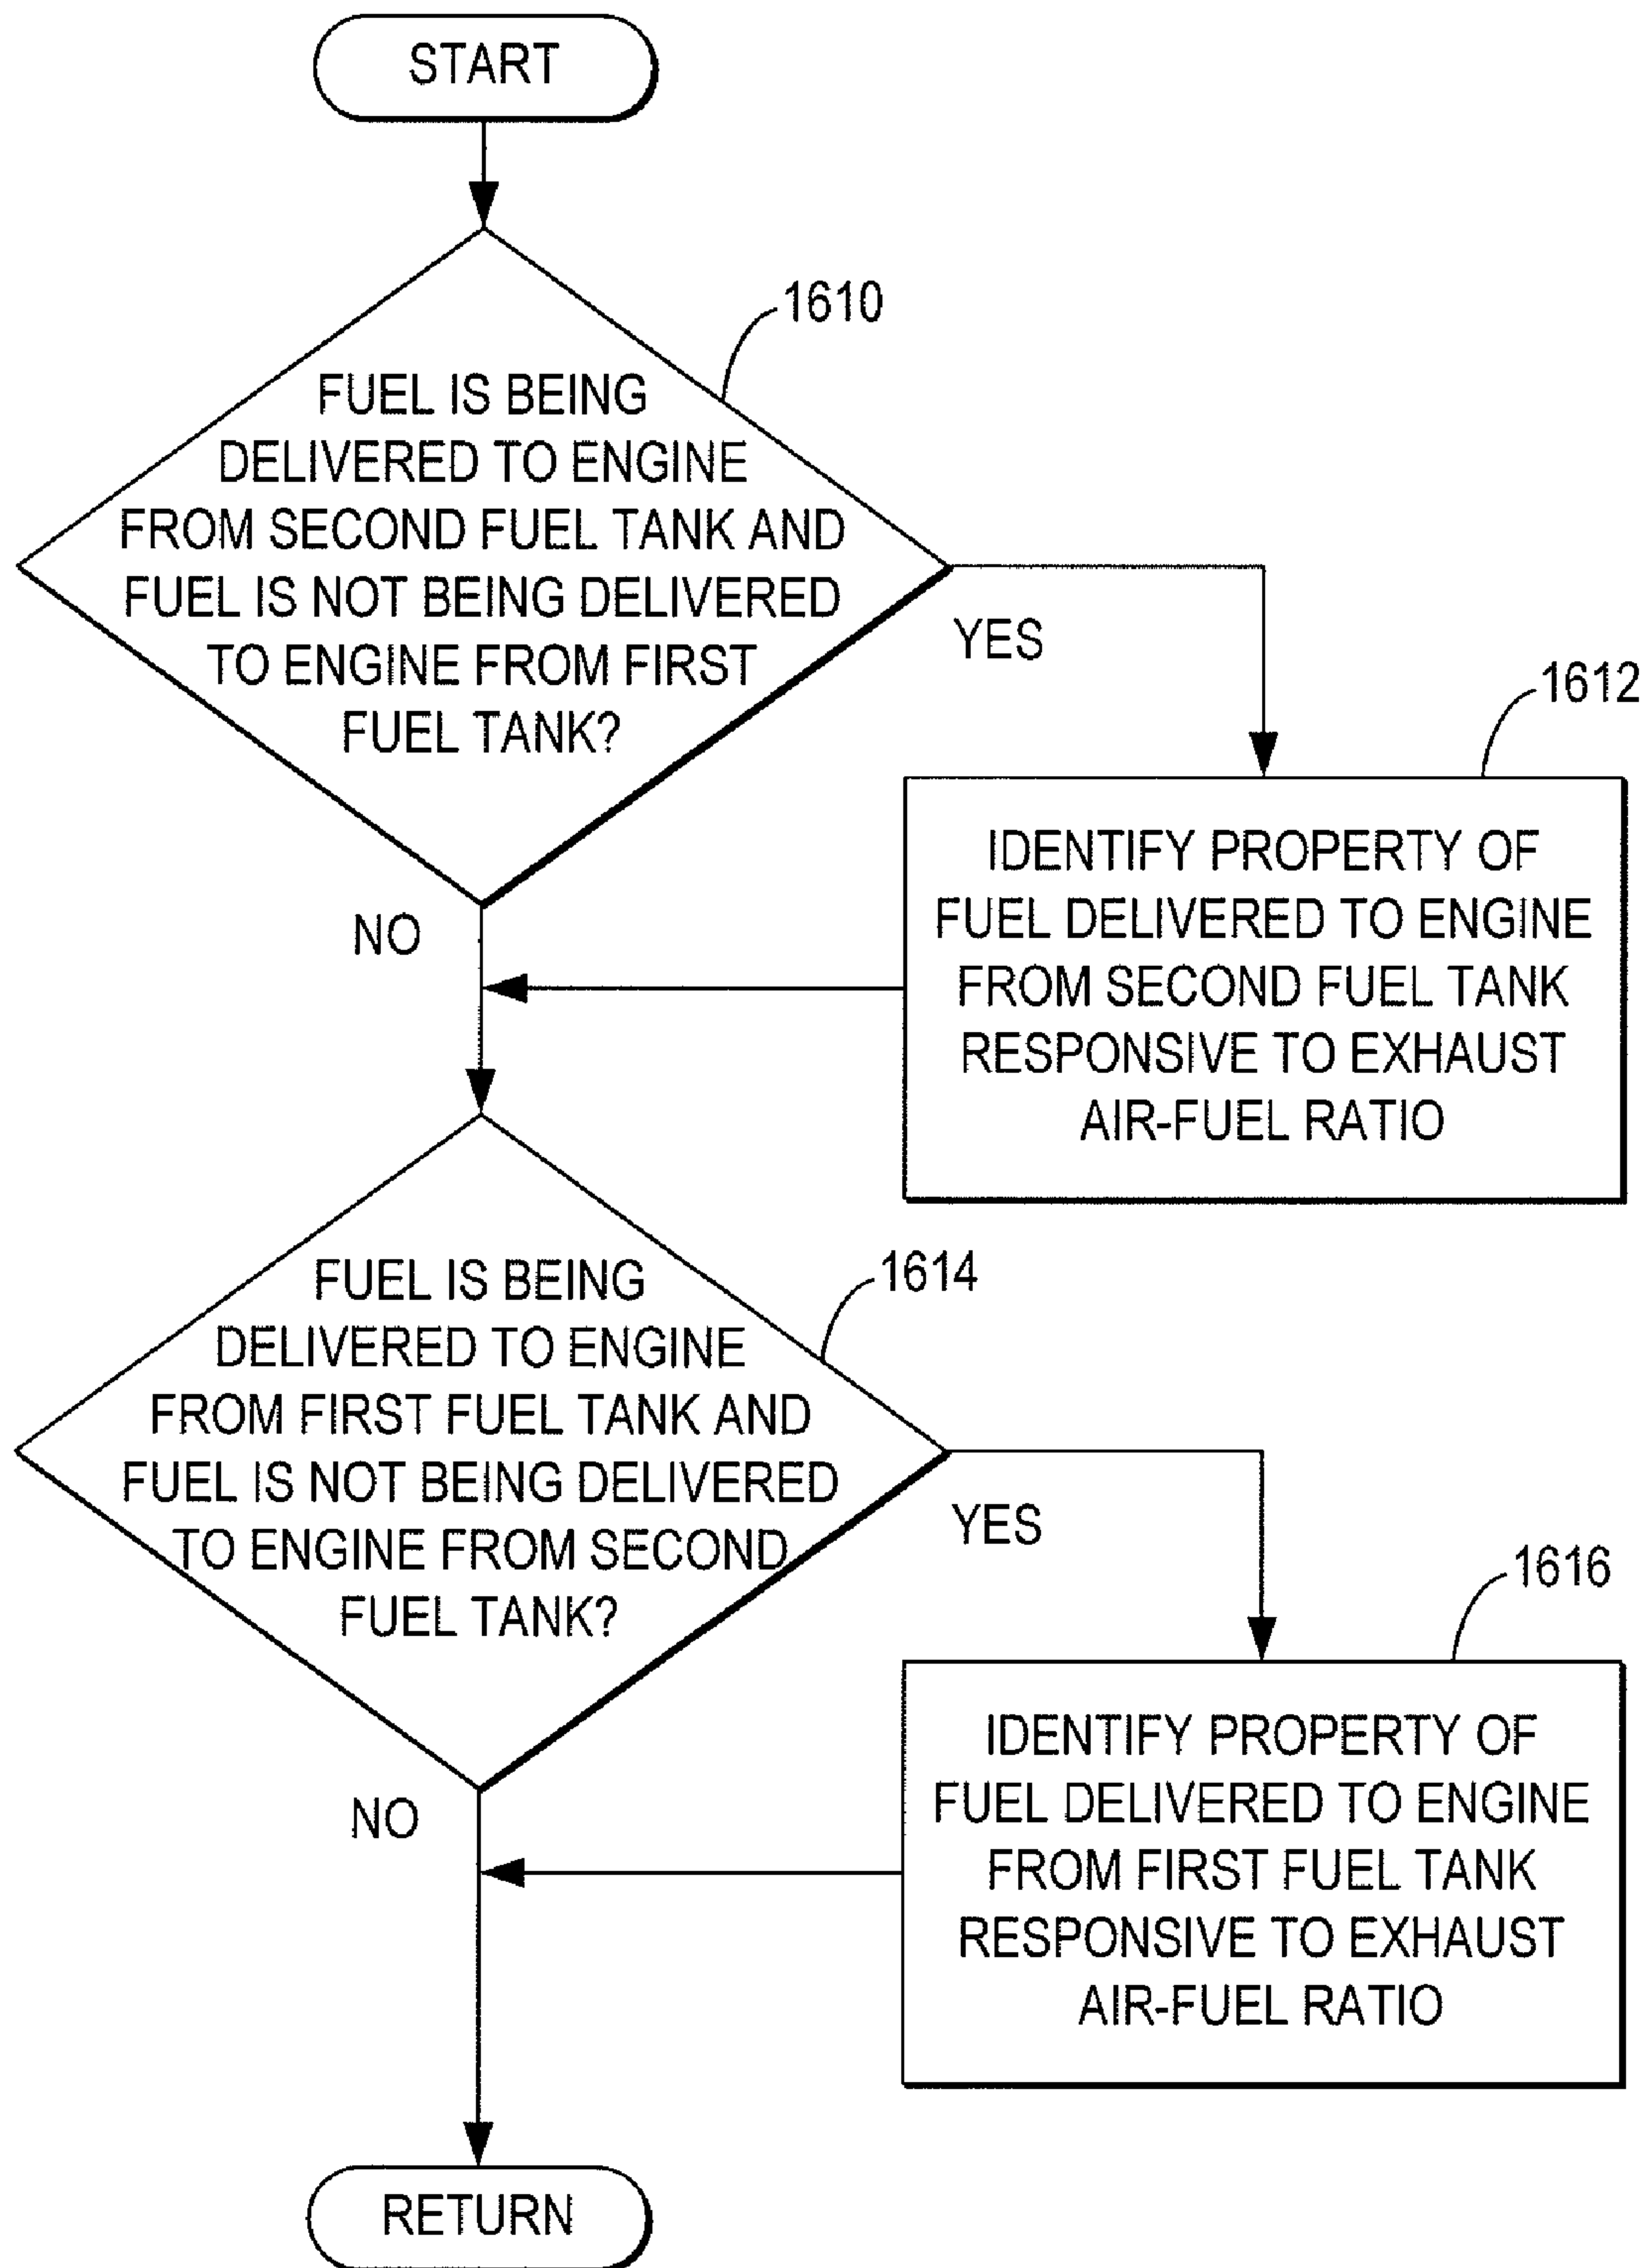 START
1610
FUEL IS BEING
DELIVERED TO ENGINE
FROM SECOND FUEL TANK AND
FUEL IS NOT BEING DELIVERED
TO ENGINE FROM FIRST
FUEL TANK?
YES
NO
1612
IDENTIFY PROPERTY OF
FUEL DELIVERED TO ENGINE
FROM SECOND FUEL TANK
RESPONSIVE TO EXHAUST
AIR-FUEL RATIO
1614
FUEL IS BEING
DELIVERED TO ENGINE
FROM FIRST FUEL TANK AND
FUEL IS NOT BEING DELIVERED
TO ENGINE FROM SECOND
FUEL TANK?
YES
NO
1616
IDENTIFY PROPERTY OF
FUEL DELIVERED TO ENGINE
FROM FIRST FUEL TANK
RESPONSIVE TO EXHAUST
AIR-FUEL RATIO
RETURN